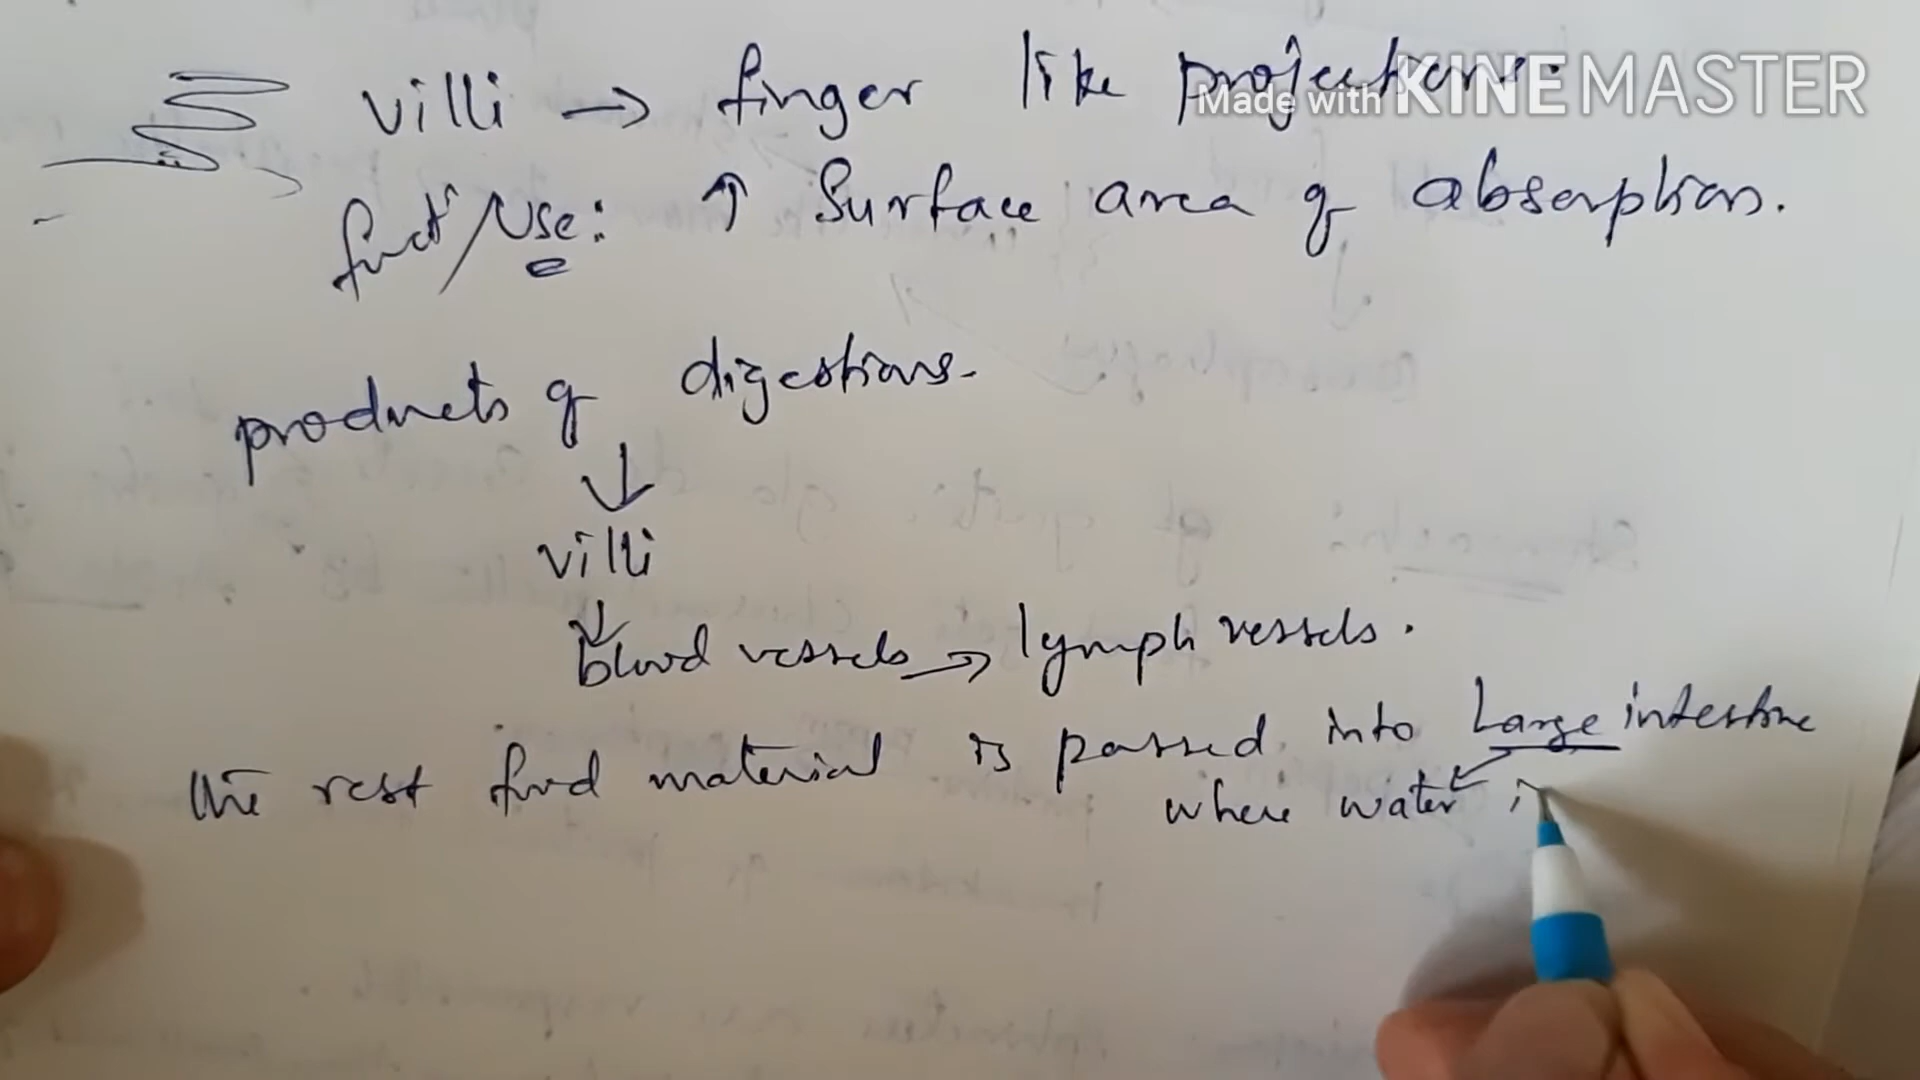 villi → finger like projections.
Made with KINEMASTER
funct^n/Use: ↑ Surface area of absorption.
products of digestions.
↓
villi
↓
blood vessels → lymph vessels.
the rest food material is passed into Large intestine
where water